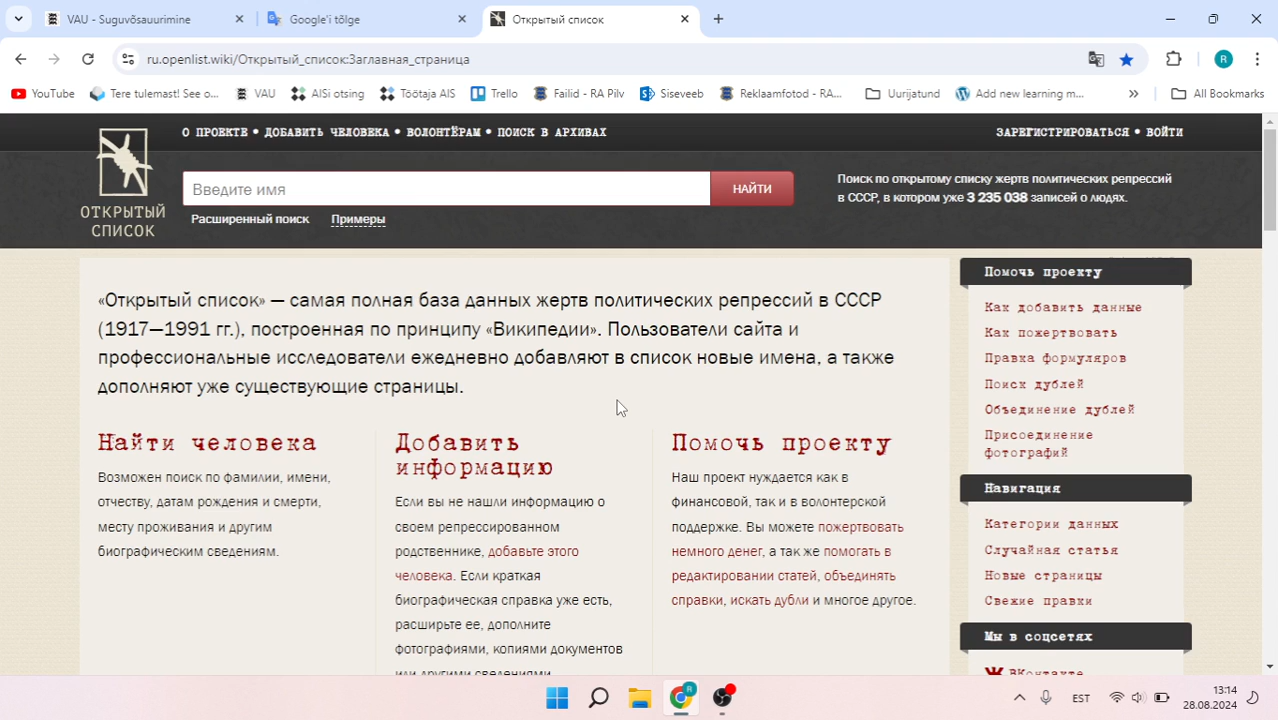 VAU - Suguvõsauurimine
Google'i tõlge
Открытый список
ru.openlist.wiki/Открытый_список:Заглавная_страница
R
YouTube
Tere tulemast! See o...
VAU
AISi otsing
Töötaja AIS
Trello
Failid - RA Pilv
Siseveeb
Reklaamfotod - RA...
Uurijatund
Add new learning m...
All Bookmarks
О ПРОЕКТЕ • ДОБАВИТЬ ЧЕЛОВЕКА • ВОЛОНТЁРАМ • ПОИСК В АРХИВАХ
ЗАРЕГИСТРИРОВАТЬСЯ • ВОЙТИ
ОТКРЫТЫЙ
СПИСОК
Введите имя
НАЙТИ
Расширенный поиск
Примеры
Поиск по открытому списку жертв политических репрессий
в СССР, в котором уже 3 235 038 записей о людях.
«Открытый список» — самая полная база данных жертв политических репрессий в СССР
(1917—1991 гг.), построенная по принципу «Википедии». Пользователи сайта и
профессиональные исследователи ежедневно добавляют в список новые имена, а также
дополняют уже существующие страницы.
Найти человека
Возможен поиск по фамилии, имени,
отчеству, датам рождения и смерти,
месту проживания и другим
биографическим сведениям.
Добавить
информацию
Если вы не нашли информацию о
своем репрессированном
родственнике, добавьте этого
человека. Если краткая
биографическая справка уже есть,
расширьте ее, дополните
фотографиями, копиями документов
или другими сведениями
Помочь проекту
Наш проект нуждается как в
финансовой, так и в волонтерской
поддержке. Вы можете пожертвовать
немного денег, а так же помогать в
редактировании статей, объединять
справки, искать дубли и многое другое.
Помочь проекту
Как добавить данные
Как пожертвовать
Правка формуляров
Поиск дублей
Объединение дублей
Присоединение
фотографий
Навигация
Категории данных
Случайная статья
Новые страницы
Свежие правки
Мы в соцсетях
ВКонтакте
R
EST
13:14
28.08.2024